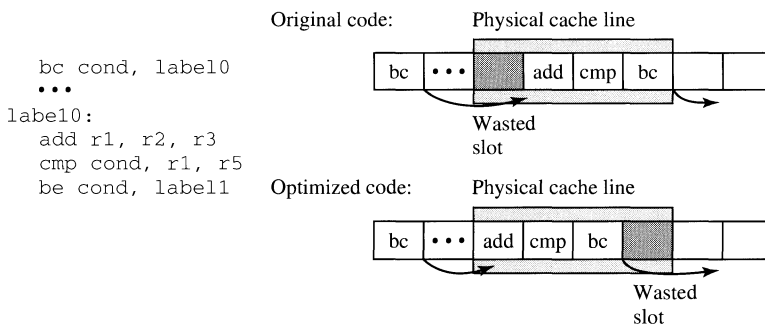 bc cond, label0
•••
label0:
add r1, r2, r3
cmp cond, r1, r5
be cond, label1
Original code:
Physical cache line
bc
•••
add
cmp
bc
Wasted
slot
Optimized code:
Physical cache line
bc
•••
add
cmp
bc
Wasted
slot